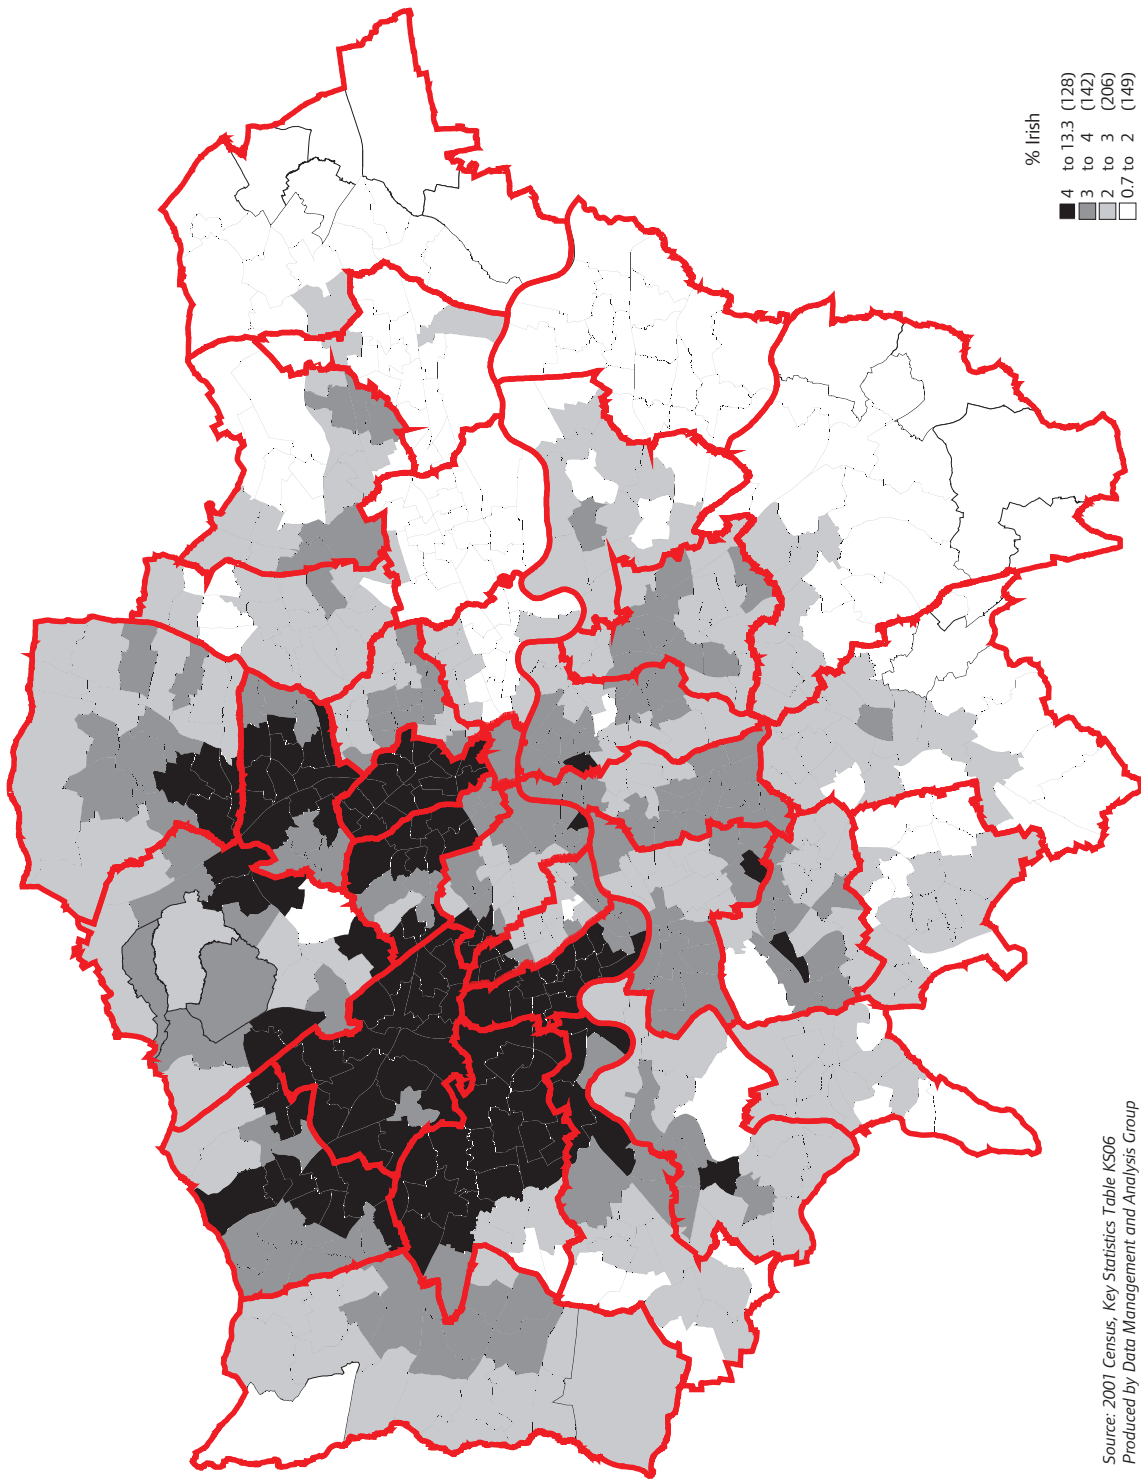 % Irish
4 to 13.3 (128)
3 to 4 (142)
2 to 3 (206)
0.7 to 2 (149)
Source: 2001 Census, Key Statistics Table KS06
Produced by Data Management and Analysis Group